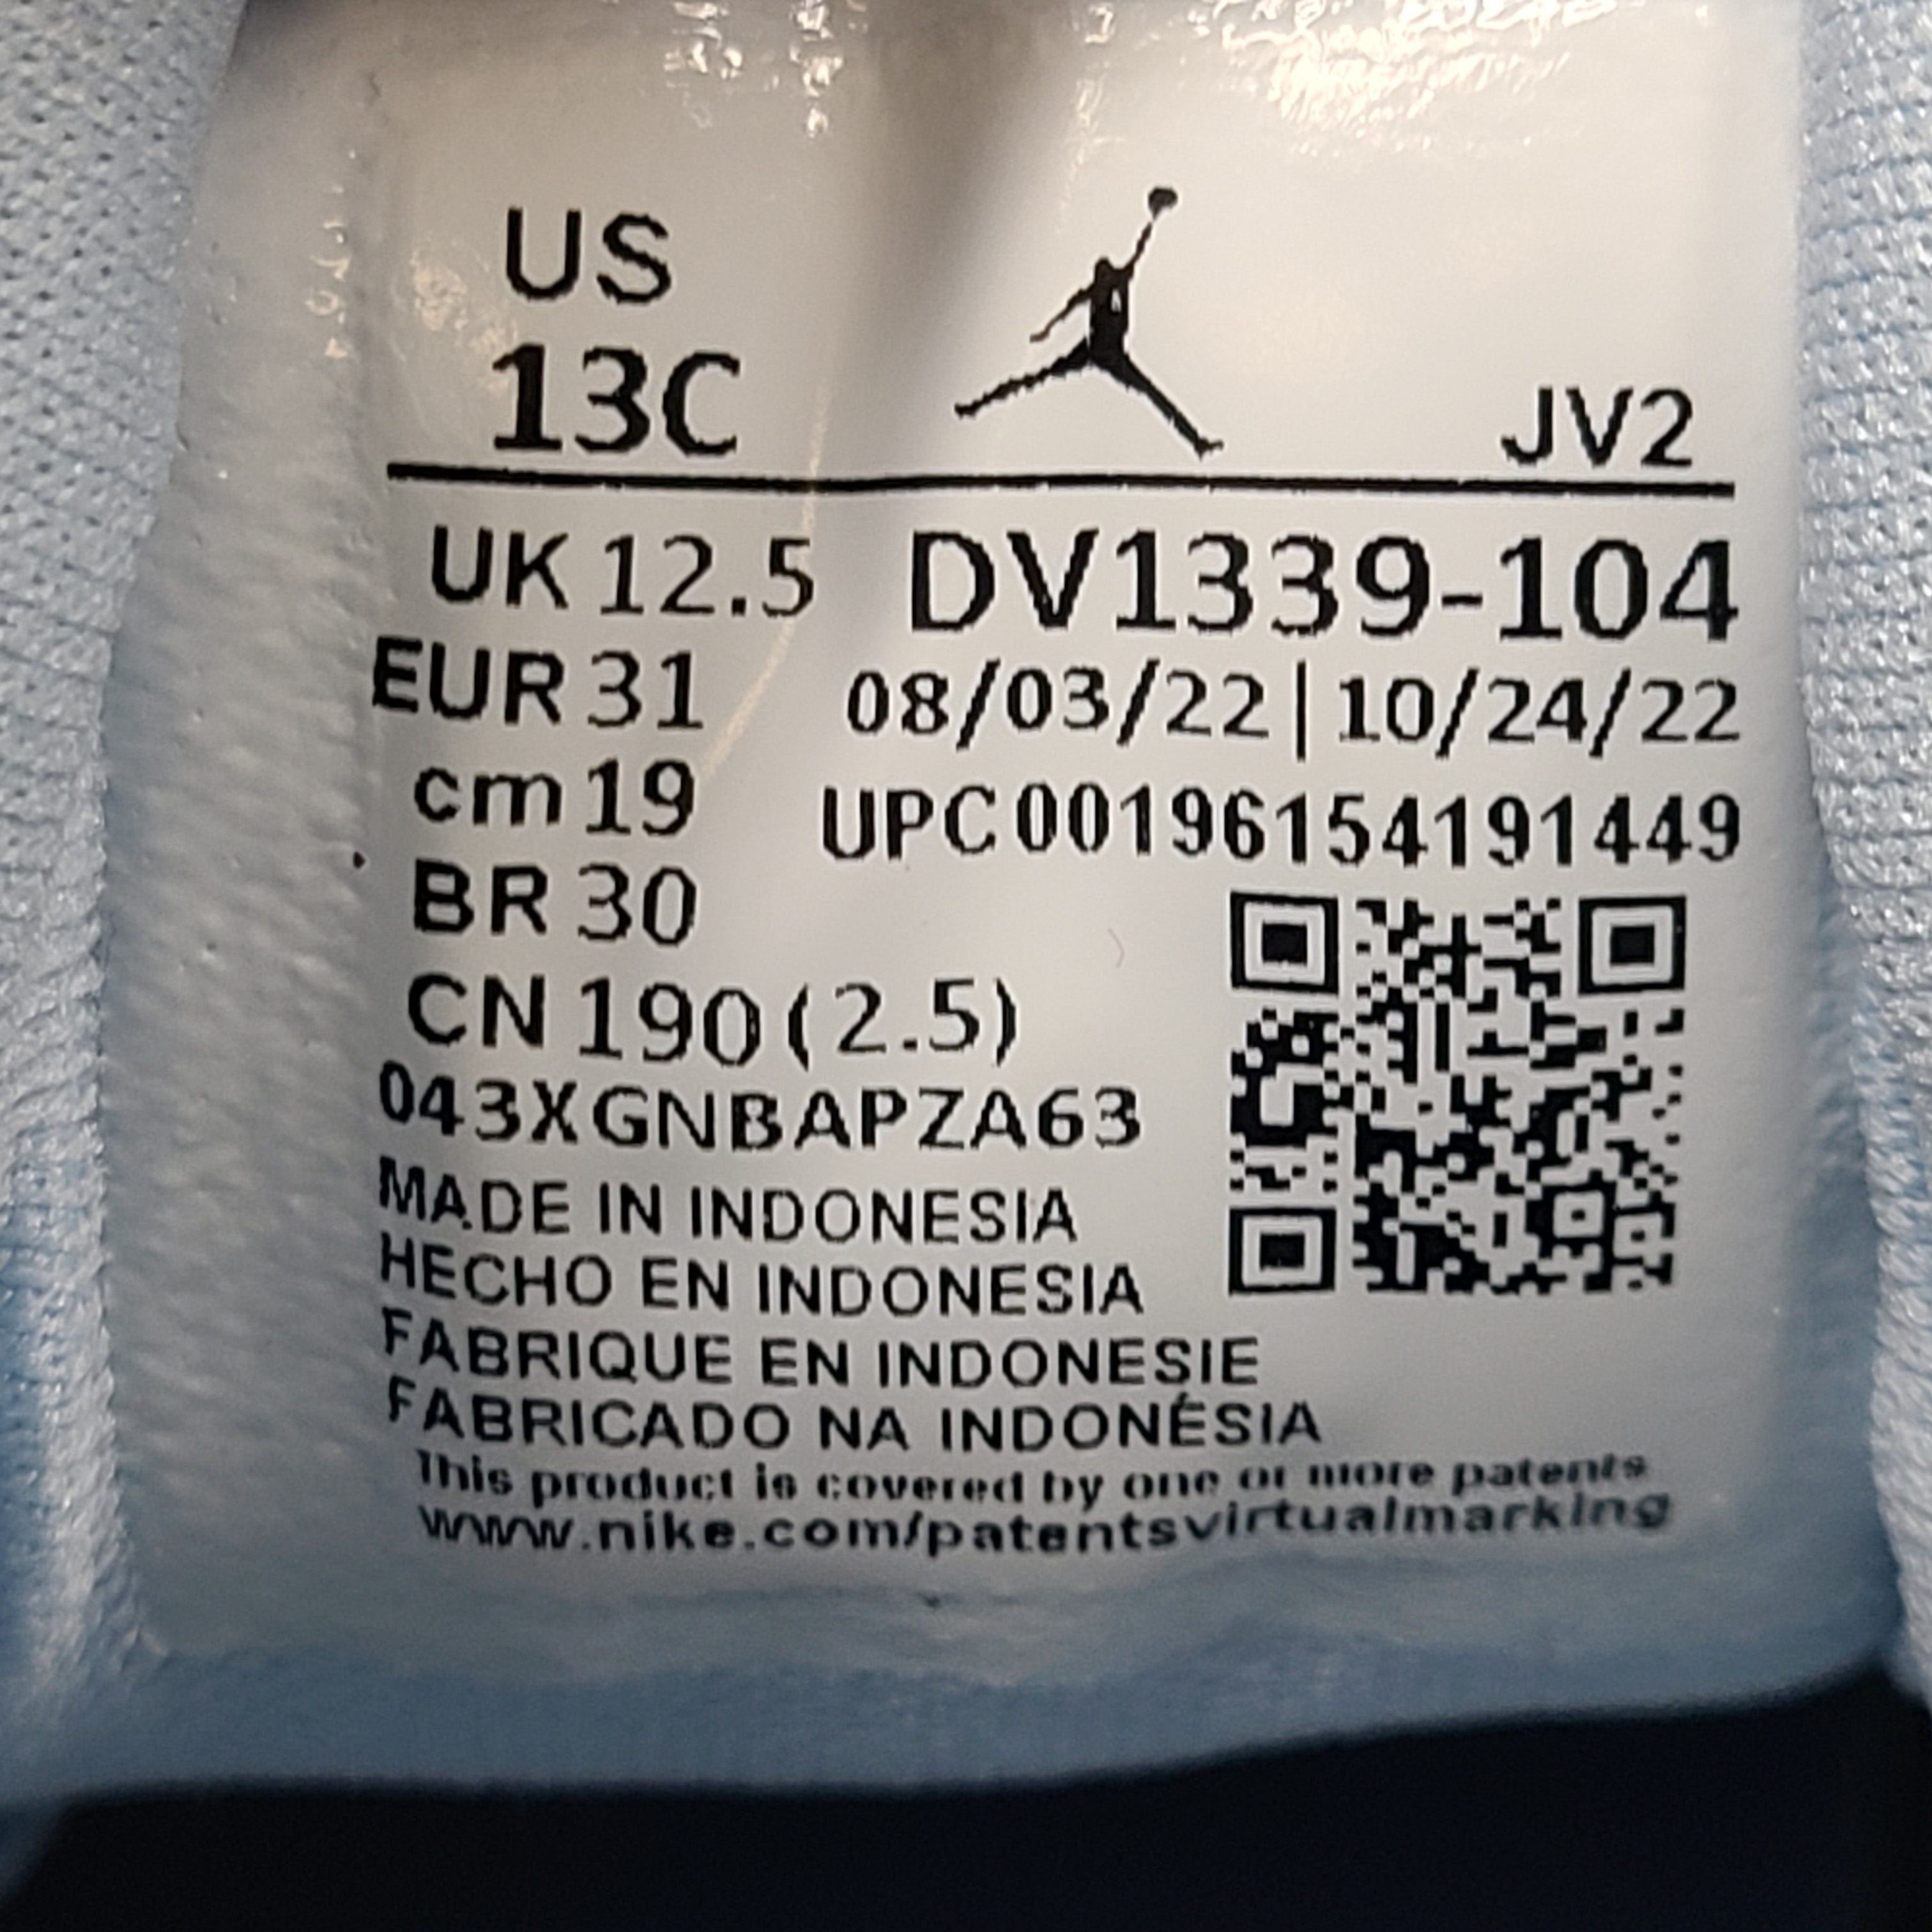 US
13C
JV2
UK 12.5 DV1339-104
EUR 31 08/03/22|10/24/22
cm 19 UPC 00196154191449
BR 30
CN 190 (2.5)
043XGNBAPZA63
MADE IN INDONESIA
HECHO EN INDONESIA
FABRIQUE EN INDONESIE
FABRICADO NA INDONÉSIA
This product is covered by one or more patents
www.nike.com/patentsvirtualmarking